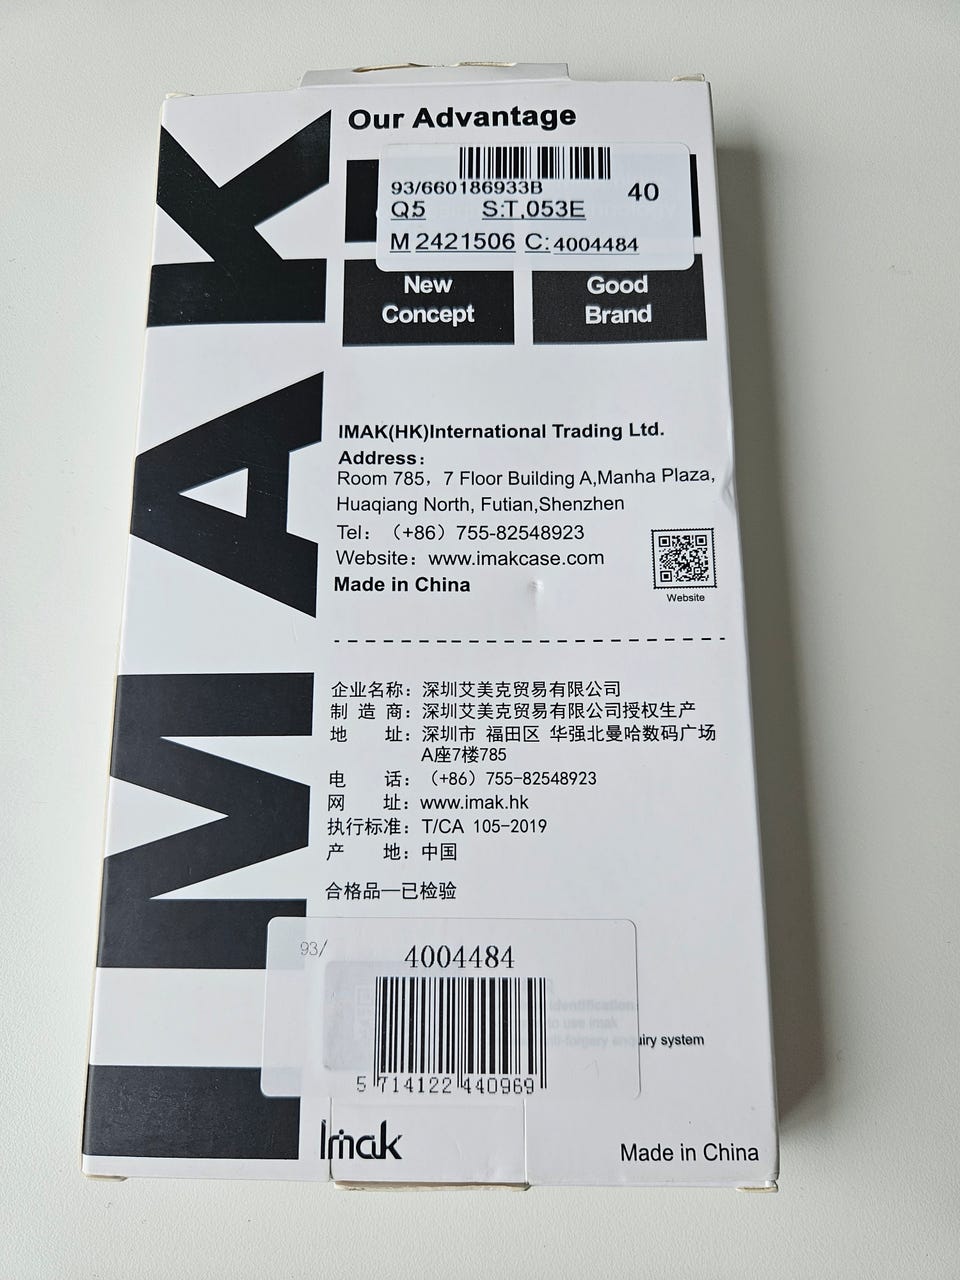 IMAK
Our Advantage
93/660186933B
40
Q5 S:T,053E
M 2421506 C: 4004484
New
Concept
Good
Brand
IMAK(HK)International Trading Ltd.
Address:
Room 785, 7 Floor Building A,Manha Plaza,
Huaqiang North, Futian,Shenzhen
Tel: （+86）755-82548923
Website: www.imakcase.com
Made in China
Website
企业名称：深圳艾美克贸易有限公司
制 造 商：深圳艾美克贸易有限公司授权生产
地 址：深圳市 福田区 华强北曼哈数码广场
A座7楼785
电 话：（+86）755-82548923
网 址：www.imak.hk
执行标准：T/CA 105-2019
产 地：中国
合格品—已检验
93/
4004484
identification
to use imak
enquiry system
5 714122 440969
Imak
Made in China